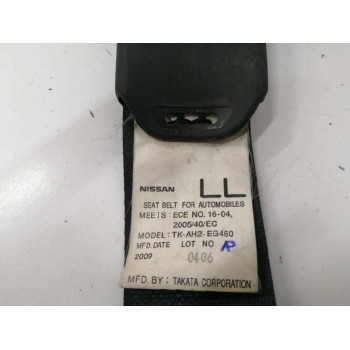 NISSAN LL
SEAT BELT FOR AUTOMOBILES
MEETS: ECE NO. 16-04,
2005/40/EC
MODEL: TK-AH2-EG460
MFD. DATE LOT NO R
2009 0406
MFD. BY: TAKATA CORPORATION